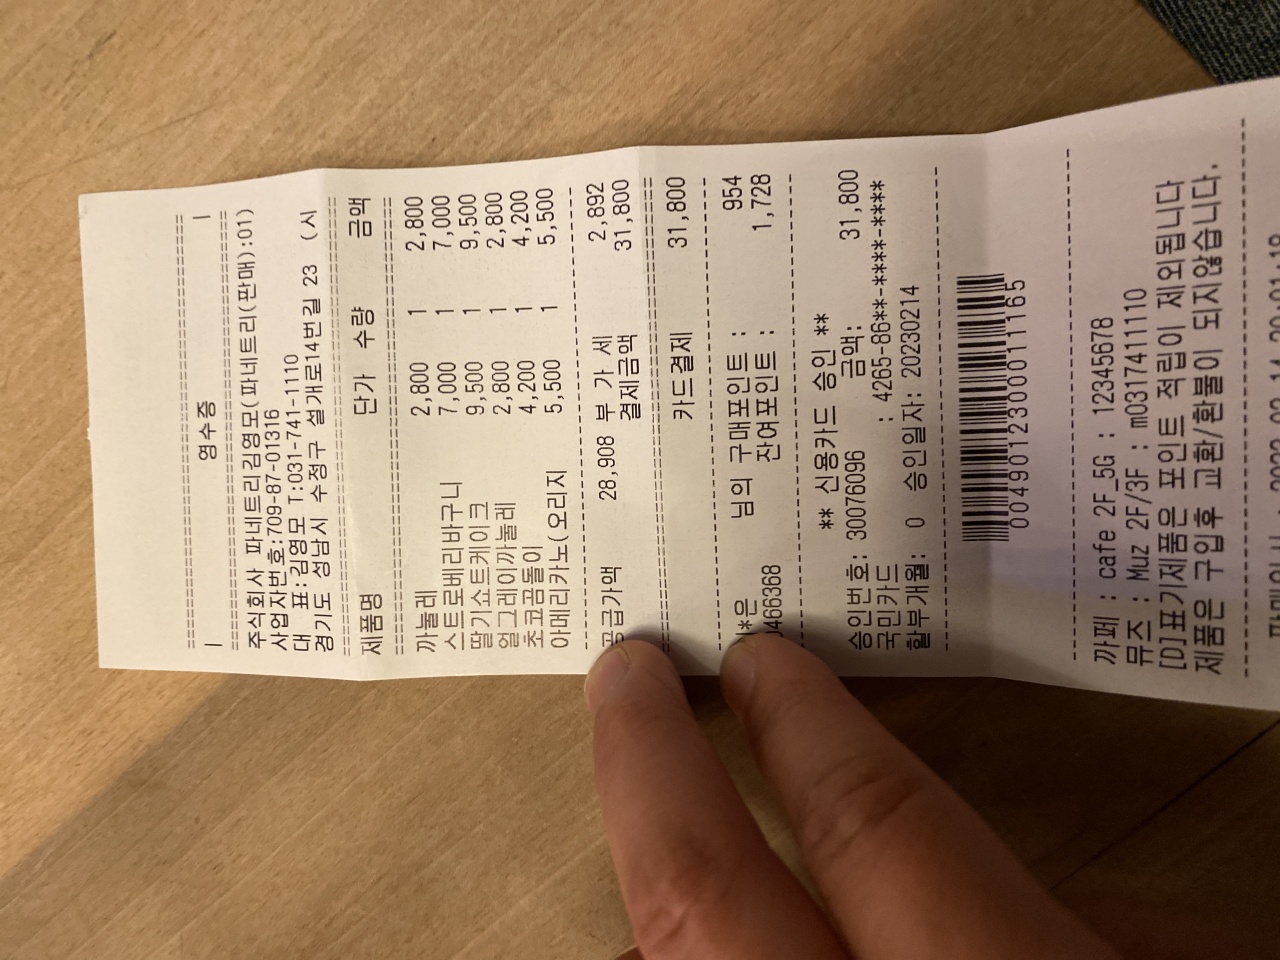 영수증
주식회사 파네트리김영모(파네트리(판매):01)
사업자번호:709-87-01316
대 표:김영모 T:031-741-1110
경기도 성남시 수정구 설개로14번길 23 (시
제품명 단가 수량 금액
까눌레 2,800 1 2,800
스트로베리바구니 7,000 1 7,000
딸기쇼트케이크 9,500 1 9,500
얼그레이까눌레 2,800 1 2,800
초코곰돌이 4,200 1 4,200
아메리카노(오리지 5,500 1 5,500
공급가액 28,908 부 가 세 2,892
결제금액 31,800
카드결제 31,800
*은 님의 구매포인트 : 954
466368 잔여포인트 : 1,728
** 신용카드 승인 **
승인번호: 30076096 금액: 31,800
국민카드 : 4265-86**-****-****
할부개월: 0 승인일자: 20230214
0049012300011165
까페 : cafe 2F_5G : 12345678
뮤즈 : Muz 2F/3F : m0317411110
[D]표기제품은 포인트 적립이 제외됩니다
제품은 구입후 교환/환불이 되지않습니다.